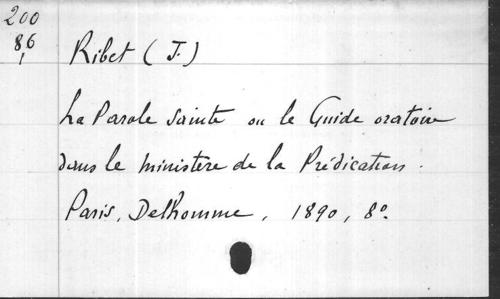 200
86
Ribet (J.)
La Parole Sainte ou le Guide oratoire
dans le ministère de la Prédication.
Paris, Delhomme, 1890, 8°.